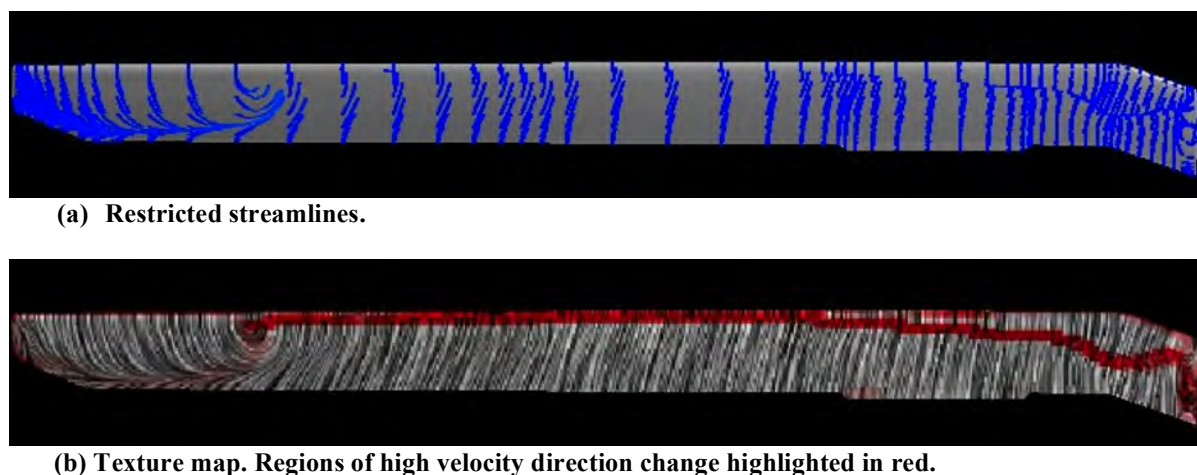 (a) Restricted streamlines.
(b) Texture map. Regions of high velocity direction change highlighted in red.